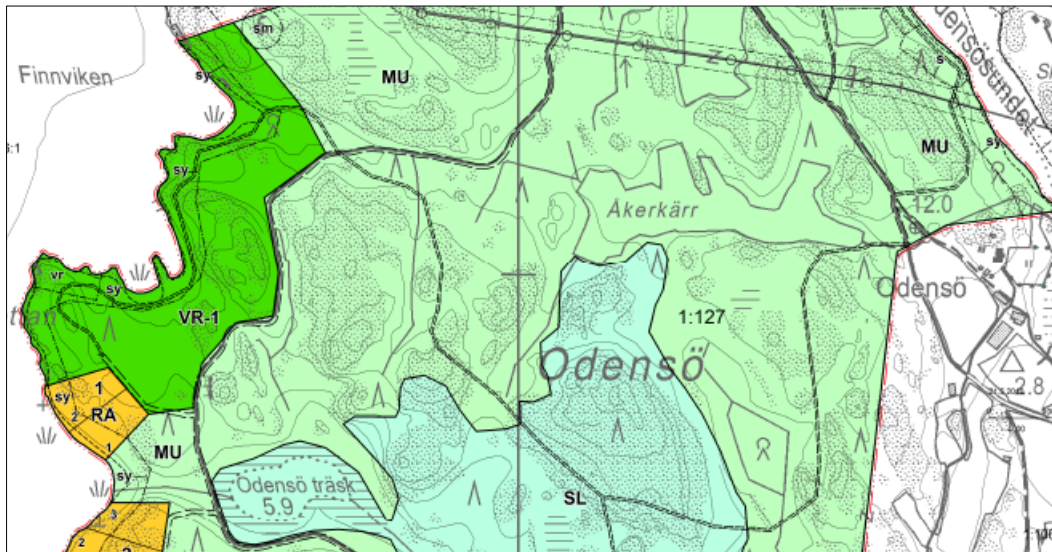 sm
Finnviken
sy
MU
Odensösundet
s
sy
MU
sy
Åkerkärr
12.0
vr
sy
VR-1
1:127
Odensö
Odensö
2.8
1
sy
RA
2
1
MU
sy
Odensö träsk
5.9
SL
3
2